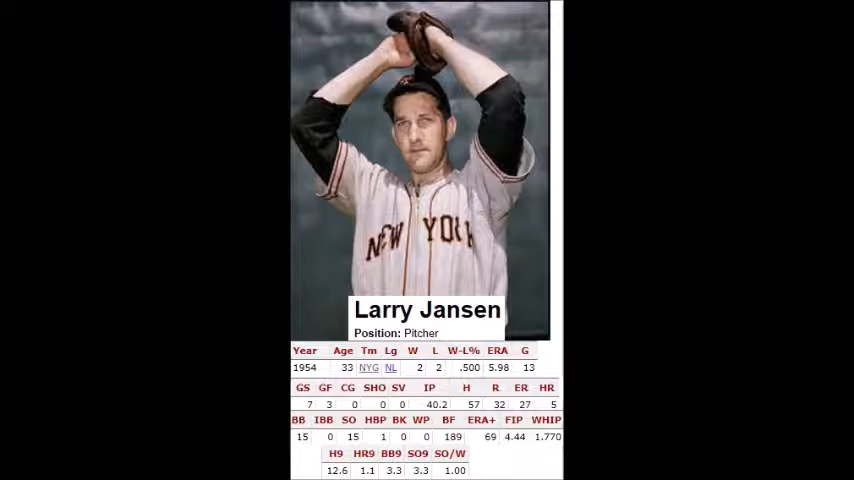 NEW YORK
Larry Jansen
Position: Pitcher
Year Age Tm Lg W L W-L% ERA G
1954 33 NYG NL 2 2 .500 5.98 13
GS GF CG SHO SV IP H R ER HR
7 3 0 0 0 40.2 57 32 27 5
BB IBB SO HBP BK WP BF ERA+ FIP WHIP
15 0 15 1 0 0 189 69 4.44 1.770
H9 HR9 BB9 SO9 SO/W
12.6 1.1 3.3 3.3 1.00